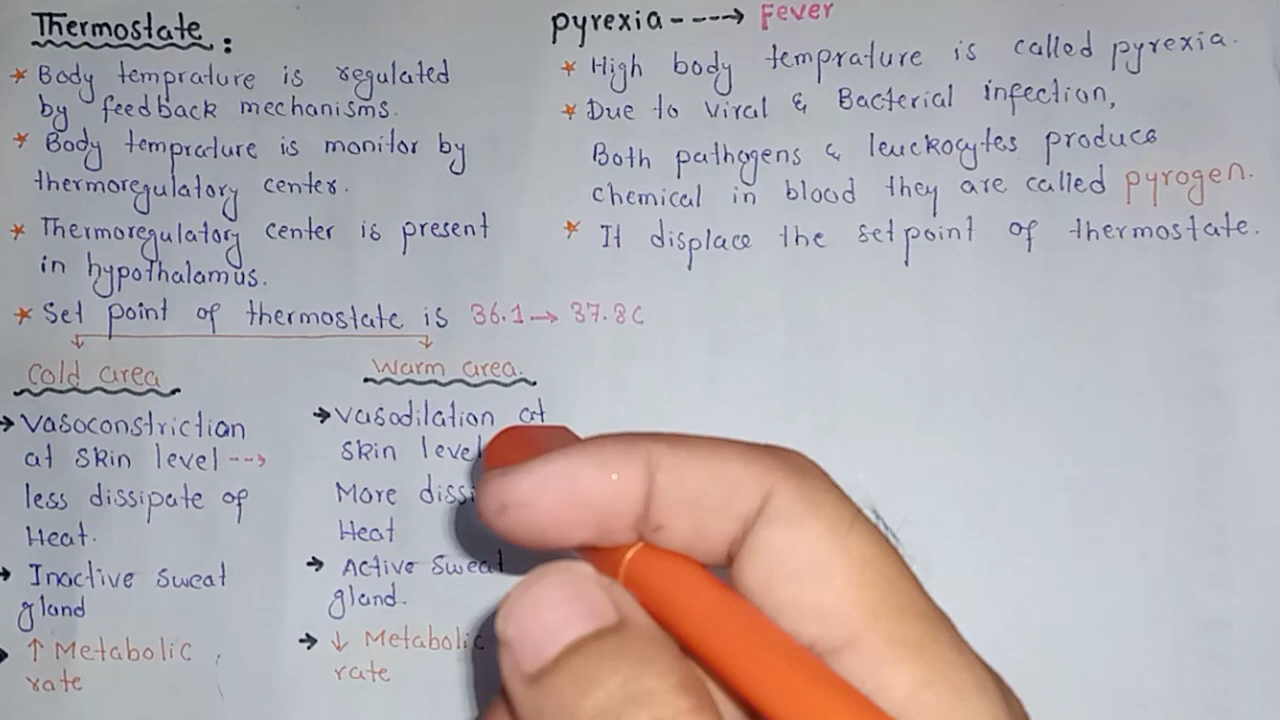 Thermostate :
* Body temprature is regulated
by feedback mechanisms.
* Body temprature is monitor by
thermoregulatory center.
* Thermoregulatory center is present
in hypothalamus.
* Set point of thermostate is 36.1 → 37.8C
Cold area
→ Vasoconstriction
at skin level --→
less dissipate of
Heat.
→ Inactive sweat
gland
→ ↑ Metabolic
rate
Warm area.
→ Vasodilation at
skin level
More
Heat
→ Active sweat
gland.
→ ↓ Metabolic
rate
pyrexia ----→ Fever
* High body temprature is called pyrexia.
* Due to viral & Bacterial infection,
Both pathogens & leuckocytes produce
chemical in blood they are called pyrogen.
* It displace the setpoint of thermostate.